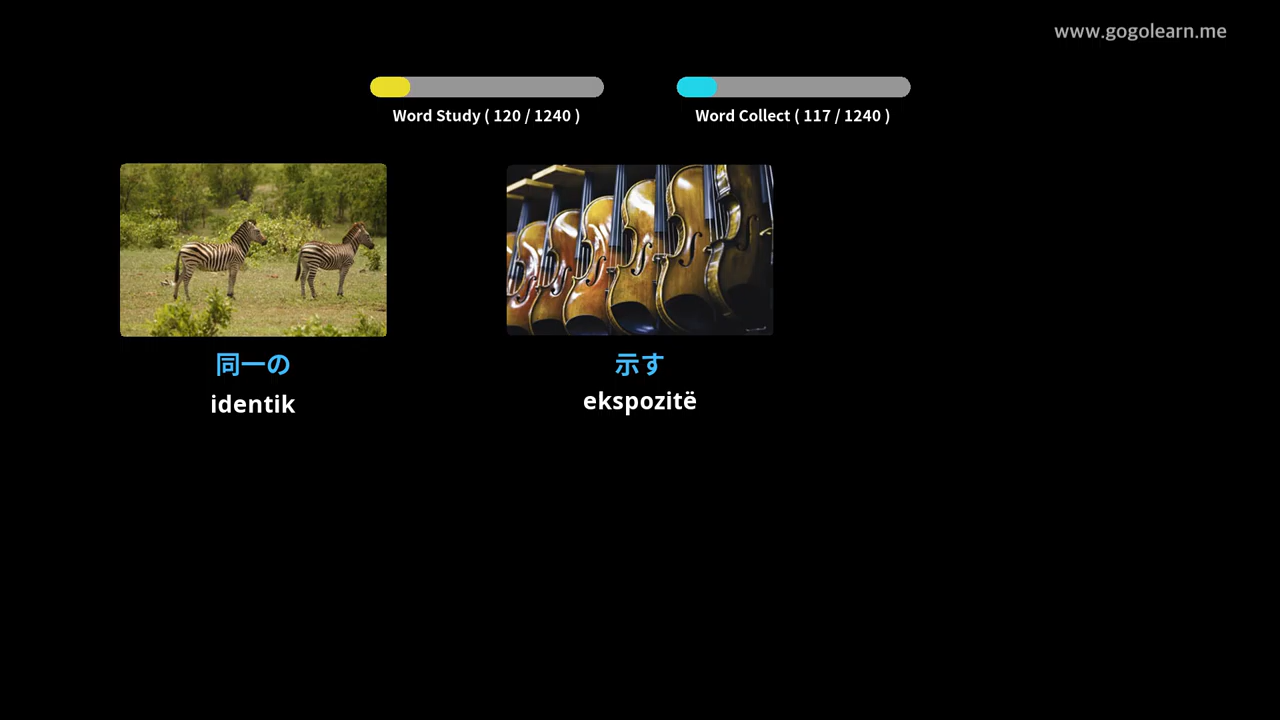 www.gogolearn.me
Word Study ( 120 / 1240 )
Word Collect ( 117 / 1240 )
同一の
identik
示す
ekspozitë